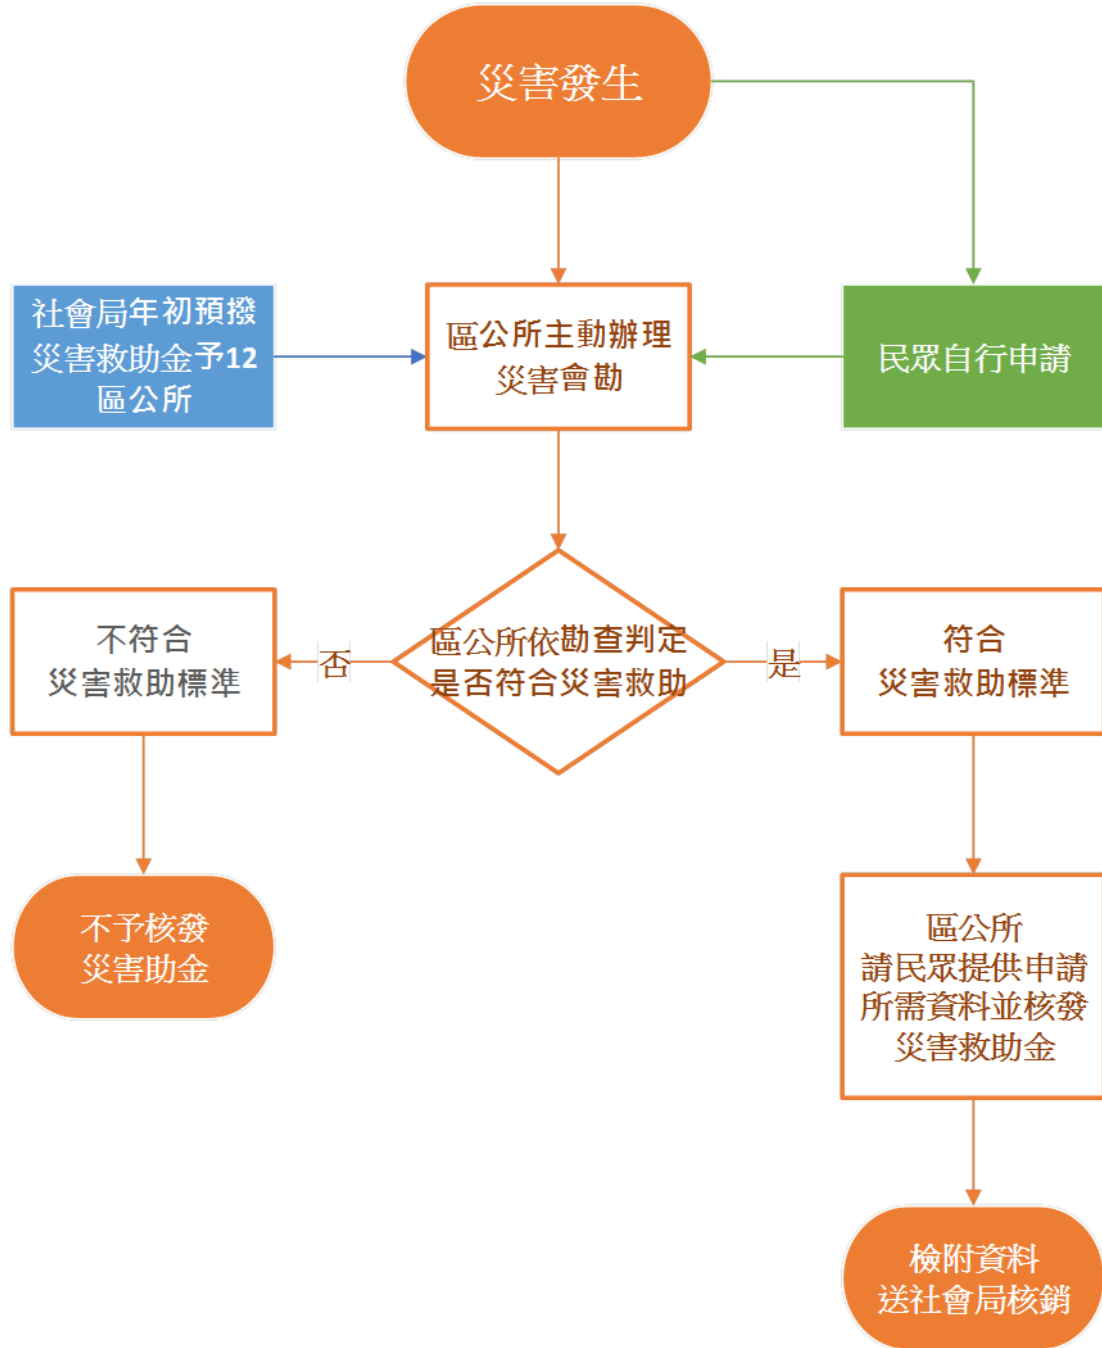 災害發生
社會局年初預撥
災害救助金予12
區公所
區公所主動辦理
災害會勘
民眾自行申請
不符合
災害救助標準
否
區公所依勘查判定
是否符合災害救助
是
符合
災害救助標準
不予核發
災害助金
區公所
請民眾提供申請
所需資料並核發
災害救助金
檢附資料
送社會局核銷